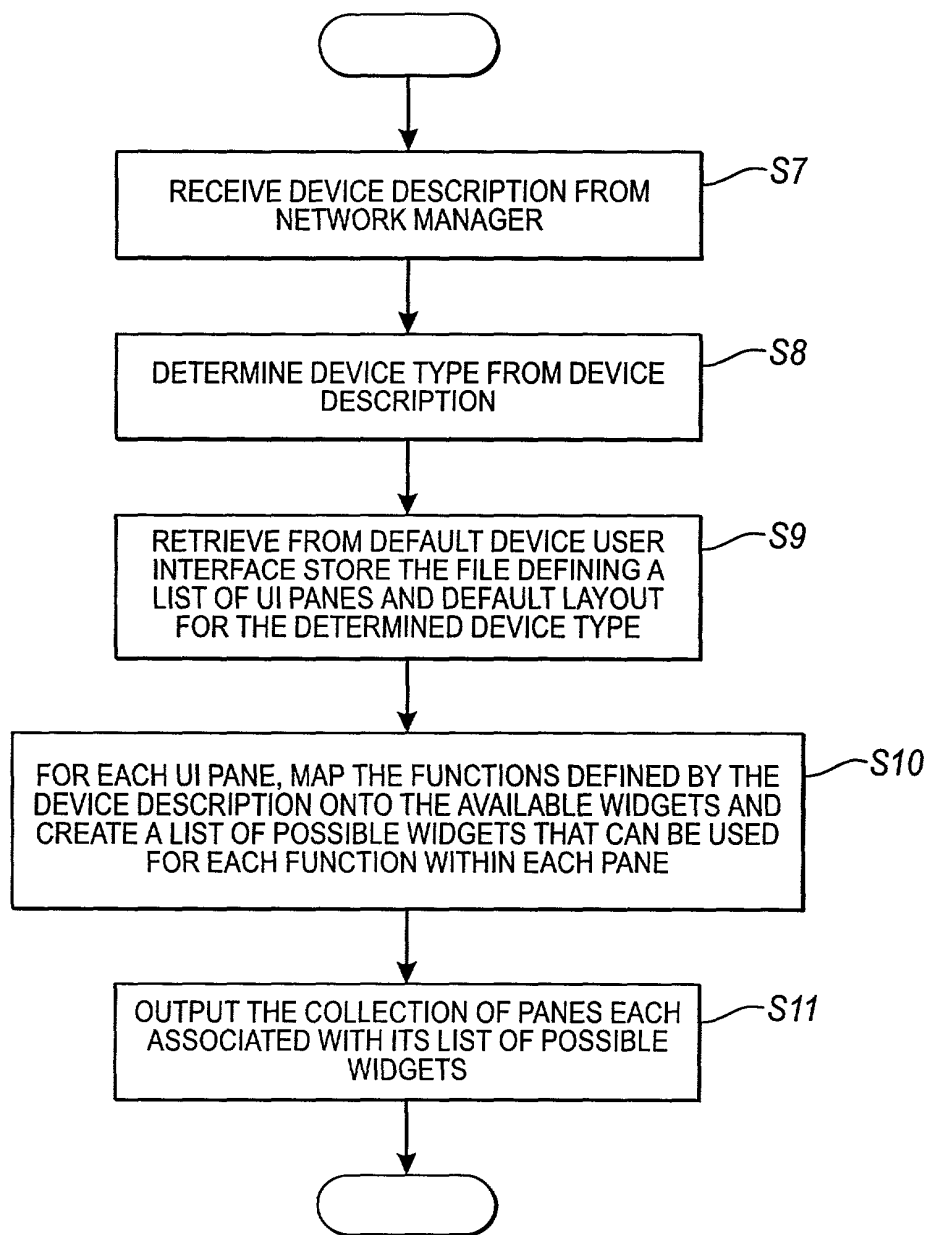 RECEIVE DEVICE DESCRIPTION FROM
NETWORK MANAGER
S7
DETERMINE DEVICE TYPE FROM DEVICE
DESCRIPTION
S8
RETRIEVE FROM DEFAULT DEVICE USER
INTERFACE STORE THE FILE DEFINING A
LIST OF UI PANES AND DEFAULT LAYOUT
FOR THE DETERMINED DEVICE TYPE
S9
FOR EACH UI PANE, MAP THE FUNCTIONS DEFINED BY THE
DEVICE DESCRIPTION ONTO THE AVAILABLE WIDGETS AND
CREATE A LIST OF POSSIBLE WIDGETS THAT CAN BE USED
FOR EACH FUNCTION WITHIN EACH PANE
S10
OUTPUT THE COLLECTION OF PANES EACH
ASSOCIATED WITH ITS LIST OF POSSIBLE
WIDGETS
S11